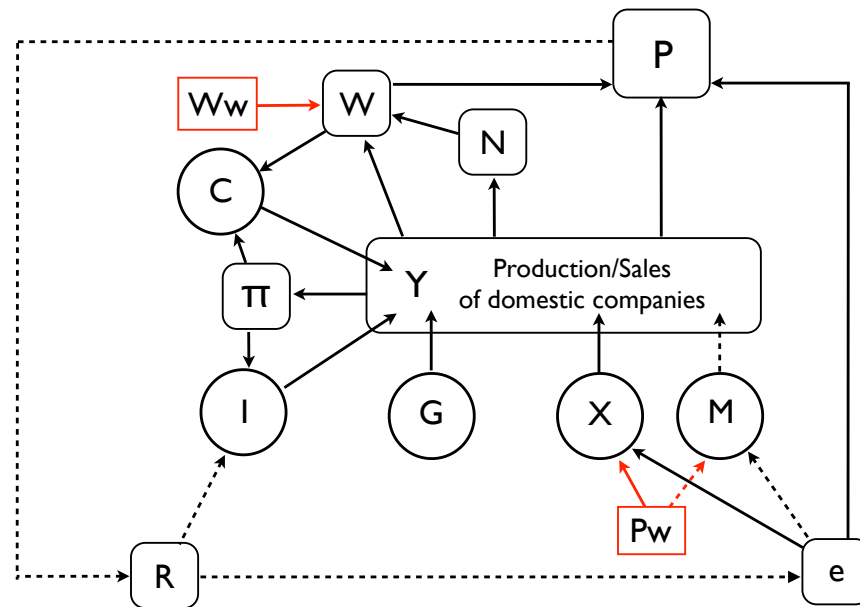 P
Ww
W
N
C
Y
Production/Sales
of domestic companies
π
I
G
X
M
Pw
R
e